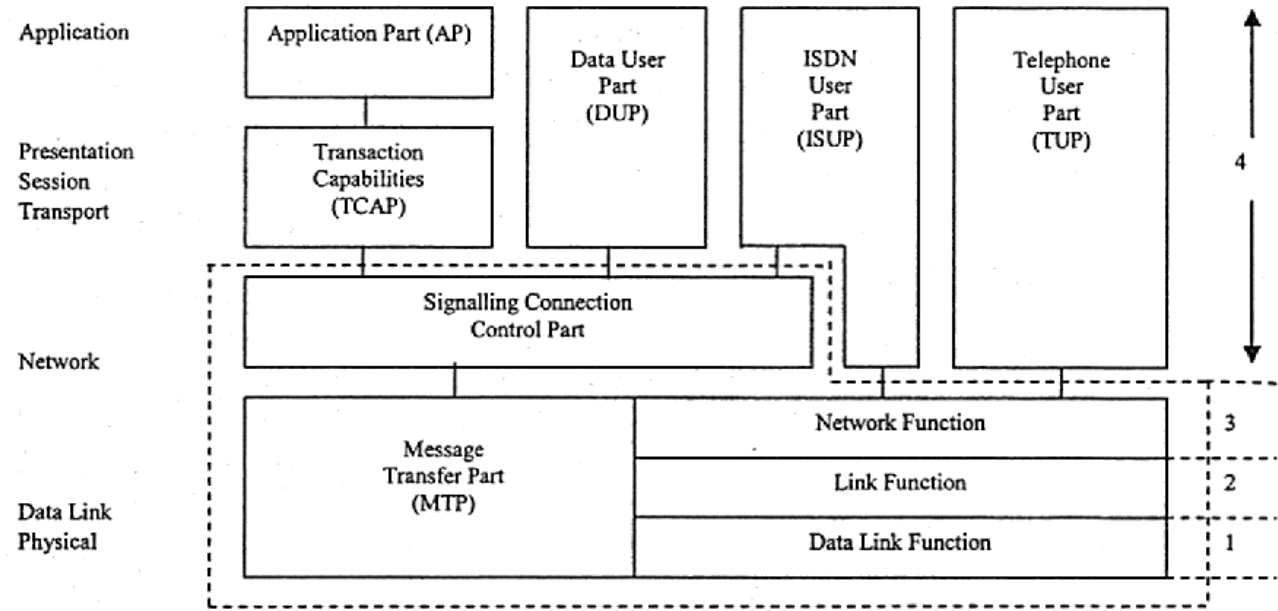 Application
Application Part (AP)
Data User
Part
(DUP)
ISDN
User
Part
(ISUP)
Telephone
User
Part
(TUP)
Presentation
Session
Transport
Transaction
Capabilities
(TCAP)
4
Signalling Connection
Control Part
Network
Message
Transfer Part
(MTP)
Network Function
3
Link Function
2
Data Link
Physical
Data Link Function
1